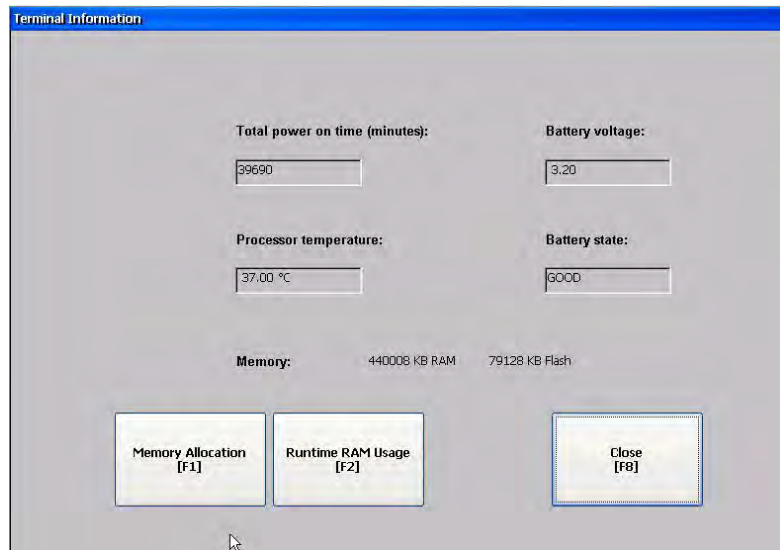 Terminal Information
Total power on time (minutes): Battery voltage:
39690 3.20
Processor temperature: Battery state:
37.00 °C GOOD
Memory: 440008 KB RAM 79128 KB Flash
Memory Allocation Runtime RAM Usage Close
[F1] [F2] [F8]